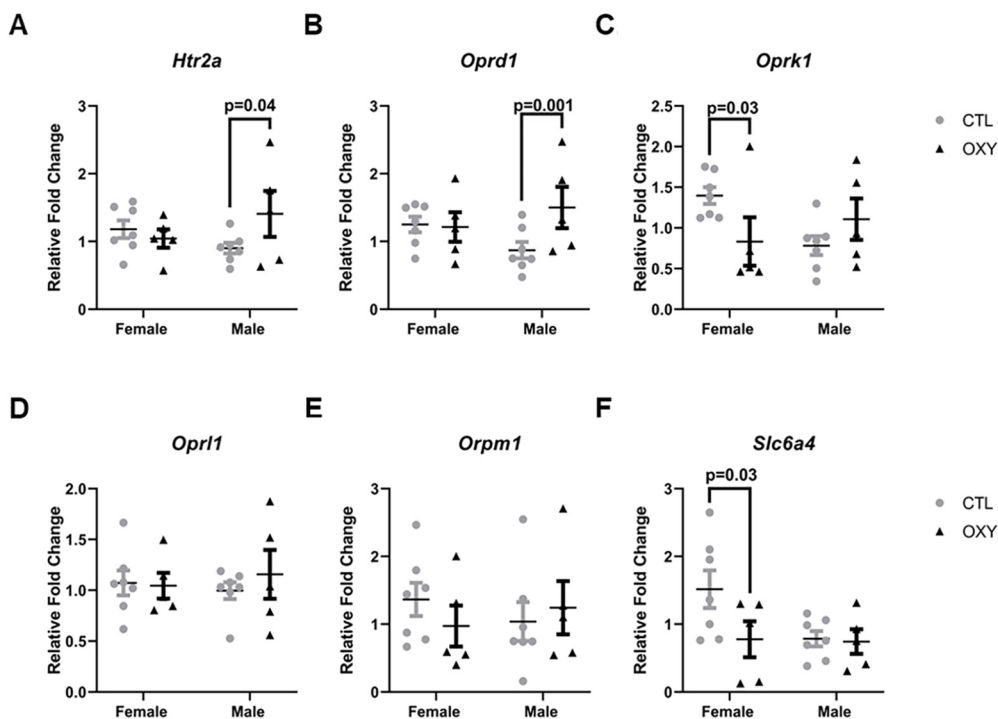 A
B
C
Htr2a
Oprd1
Oprk1
Relative Fold Change
3
2
1
0
p=0.04
Female
Male
Relative Fold Change
3
2
1
0
p=0.001
Female
Male
Relative Fold Change
2.5
2.0
1.5
1.0
0.5
0.0
p=0.03
Female
Male
CTL
OXY
D
E
F
Oprl1
Orpm1
Slc6a4
Relative Fold Change
2.0
1.5
1.0
0.5
0.0
Female
Male
Relative Fold Change
3
2
1
0
Female
Male
Relative Fold Change
3
2
1
0
p=0.03
Female
Male
CTL
OXY